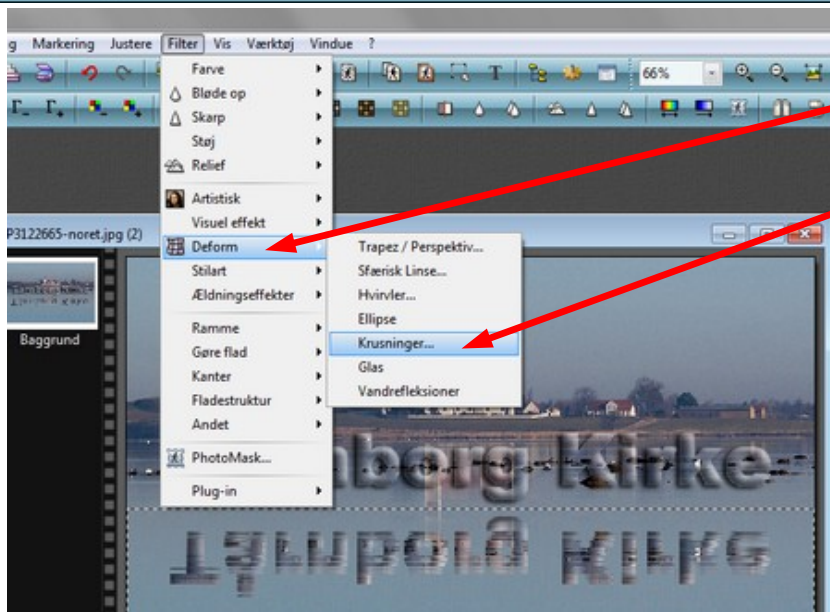 g Markering Justere Filter Vis Værktøj Vindue ?
T 66%
Farve
Bløde op
Skarp
Støj
Relief
Artistisk
Visuel effekt
P3122665-noret.jpg (2)
Deform
Stilart
Ældningseffekter
Ramme
Gøre flad
Kanter
Fladestruktur
Andet
PhotoMask...
Plug-in
Trapez / Perspektiv...
Sfærisk Linse...
Hvirvler...
Ellipse
Krusninger...
Glas
Vandrefleksioner
Baggrund
nborg Kirke